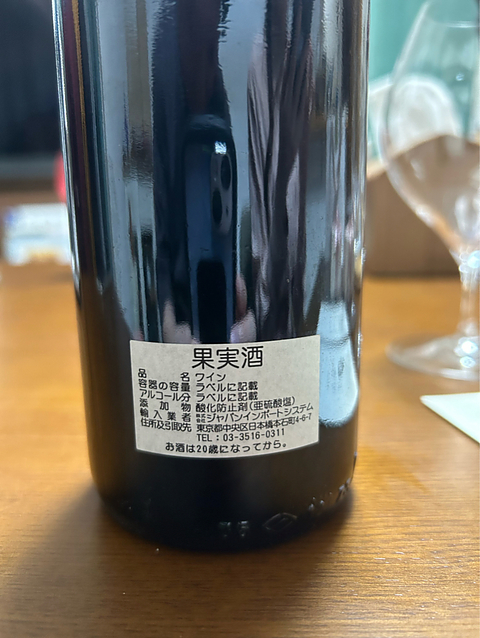 果実酒
品 名 ワイン
容器の容量 ラベルに記載
アルコール分 ラベルに記載
添 加 物 酸化防止剤(亜硫酸塩)
輸入業者 株式会社ジャパンインポートシステム
住所及引取先 東京都中央区日本橋本石町4-6-7
TEL:03-3516-0311
お酒は20歳になってから。